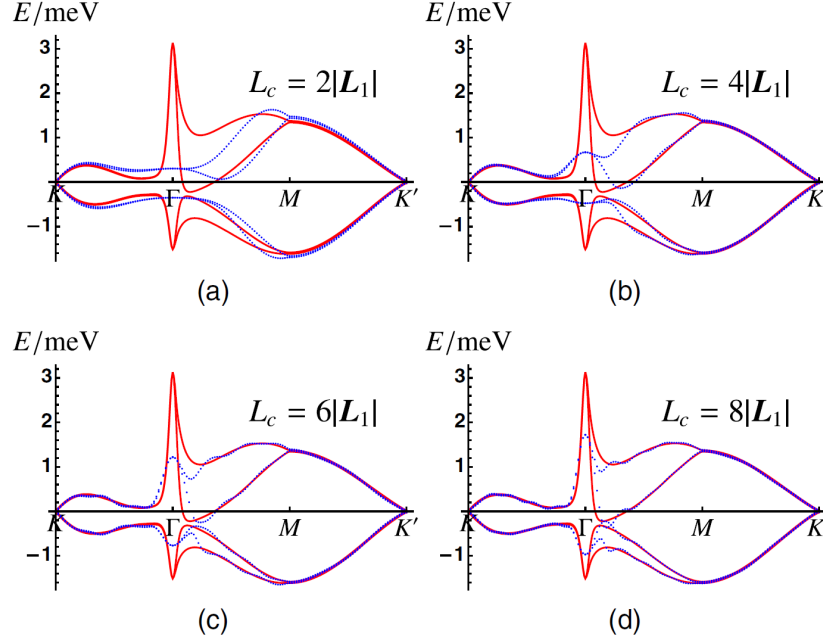 E/meV
3
2
1
-1
L_c = 2|L_1|
K Γ M K′
(a)
E/meV
3
2
1
-1
L_c = 4|L_1|
K Γ M K
(b)
E/meV
3
2
1
-1
L_c = 6|L_1|
K Γ M K′
(c)
E/meV
3
2
1
-1
L_c = 8|L_1|
K Γ M K
(d)